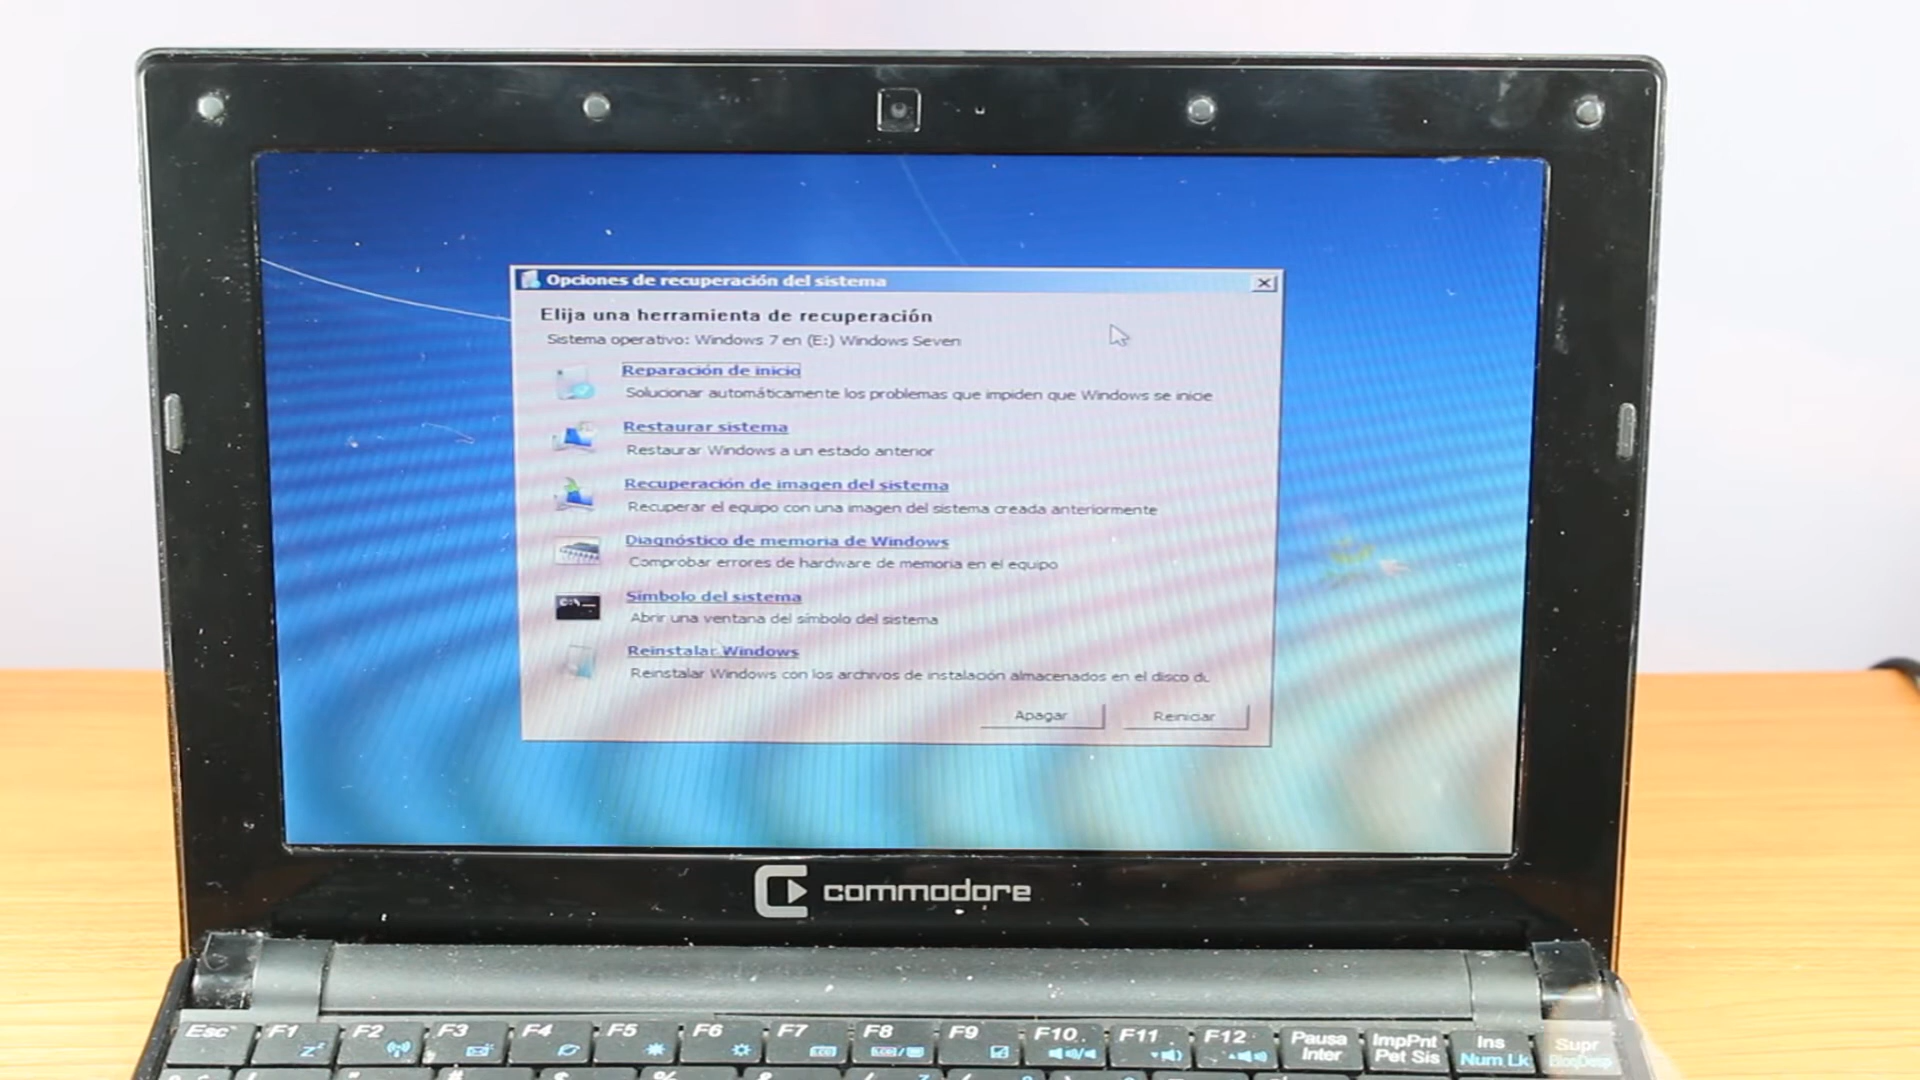 Opciones de recuperación del sistema
Elija una herramienta de recuperación
Sistema operativo: Windows 7 en (E:) Windows Seven
Reparación de inicio
Solucionar automáticamente los problemas que impiden que Windows se inicie
Restaurar sistema
Restaurar Windows a un estado anterior
Recuperación de imagen del sistema
Recuperar el equipo con una imagen del sistema creada anteriormente
Diagnóstico de memoria de Windows
Comprobar errores de hardware de memoria en el equipo
Símbolo del sistema
Abrir una ventana del símbolo del sistema
Reinstalar Windows
Reinstalar Windows con los archivos de instalación almacenados en el disco du
Apagar Reiniciar
commodore
Esc F1 F2 F3 F4 F5 F6 F7 F8 F9 F10 F11 F12 Pausa ImpPnt Ins Supr
Inter Pet Sis Num Lk